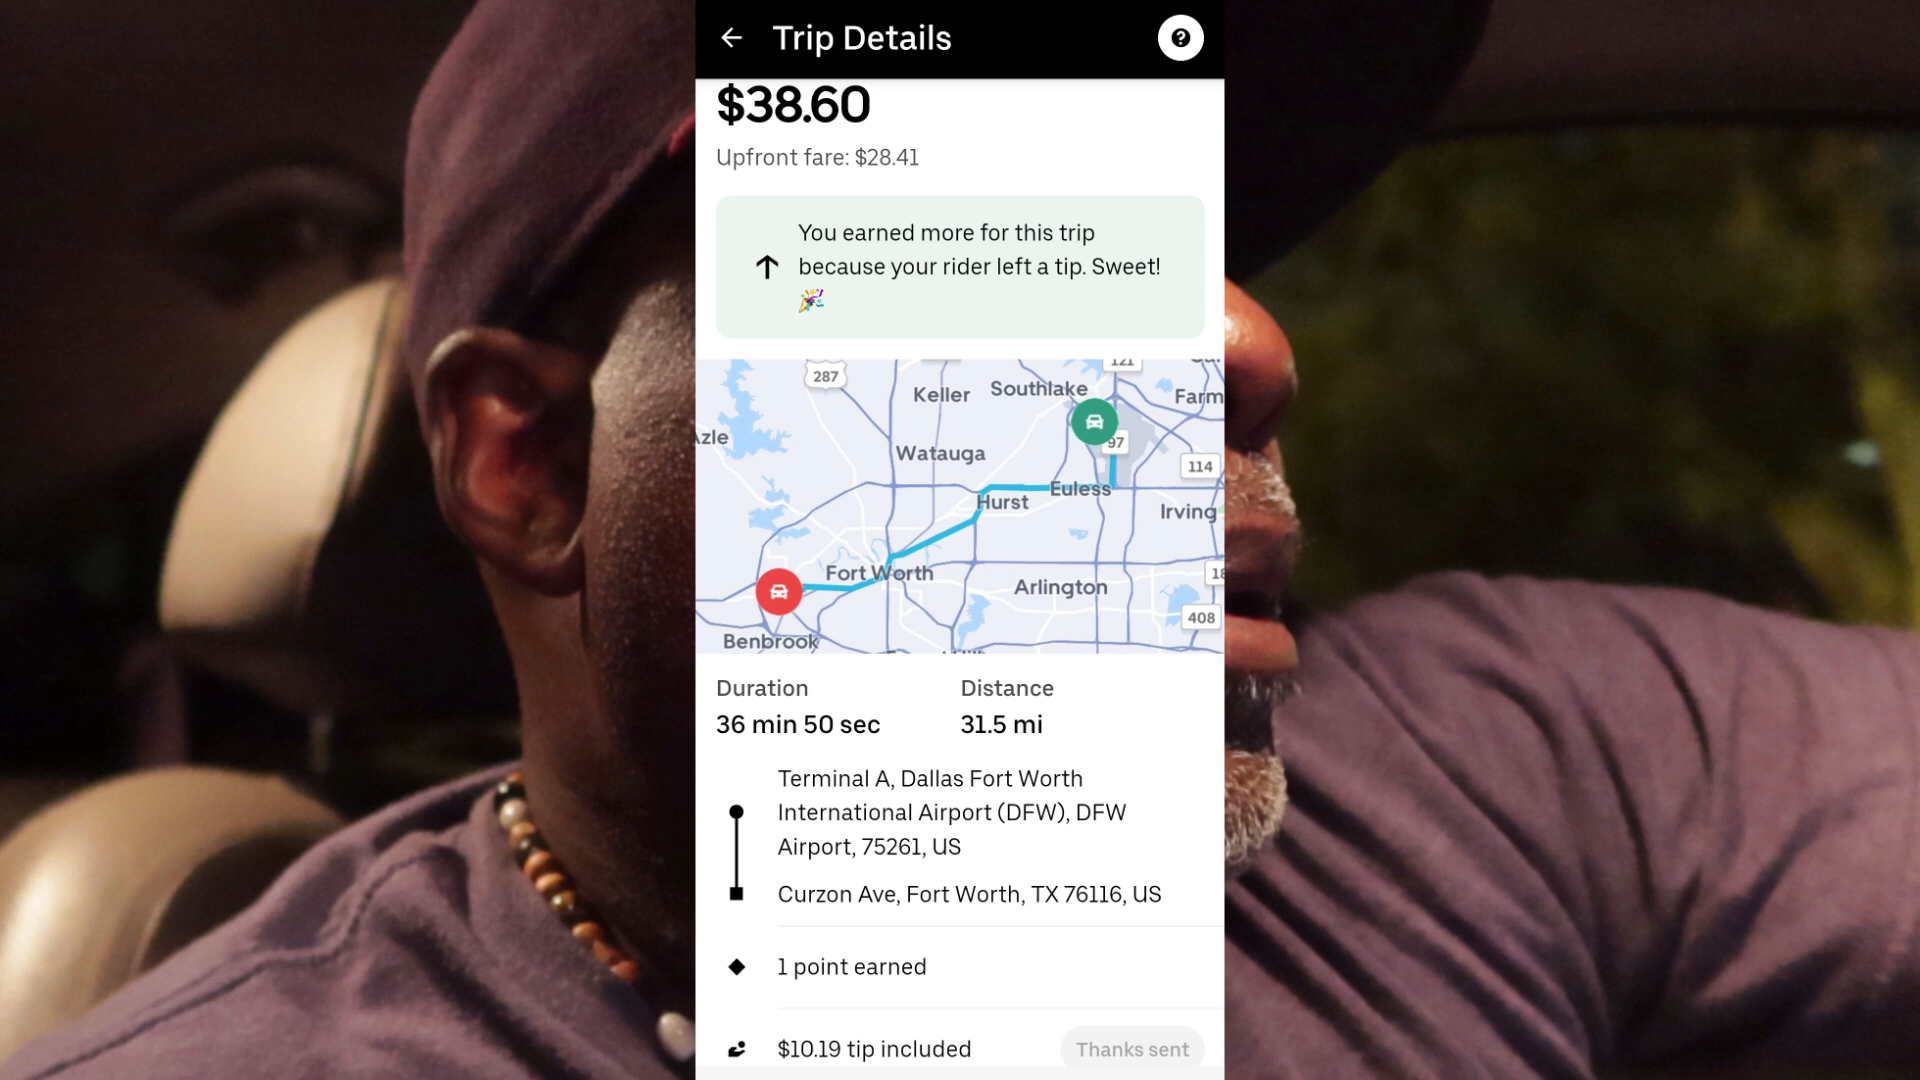 Trip Details
$38.60
Upfront fare: $28.41
You earned more for this trip
because your rider left a tip. Sweet!
287
121
Keller
Southlake
Farm
Azle
97
Watauga
114
Hurst
Euless
Irving
Fort Worth
Arlington
18
408
Benbrook
Duration
Distance
36 min 50 sec
31.5 mi
Terminal A, Dallas Fort Worth
International Airport (DFW), DFW
Airport, 75261, US
Curzon Ave, Fort Worth, TX 76116, US
1 point earned
$10.19 tip included
Thanks sent